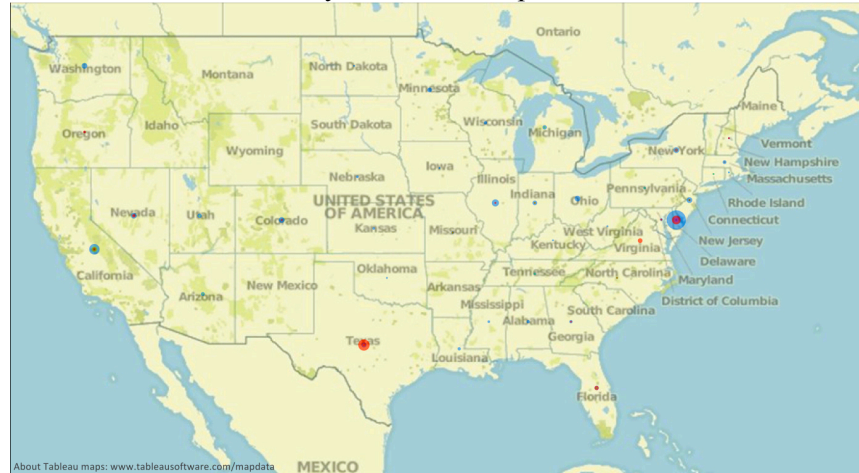 Ontario
Washington
Montana
North Dakota
Minnesota
Maine
Oregon
Idaho
South Dakota
Wisconsin
Michigan
Wyoming
New York
Vermont
New Hampshire
Massachusetts
Iowa
Nebraska
Illinois
Indiana
Ohio
Pennsylvania
Rhode Island
Connecticut
Nevada
Utah
Colorado
UNITED STATES
OF AMERICA
Kansas
Missouri
West Virginia
Kentucky
Virginia
New Jersey
Delaware
Maryland
District of Columbia
California
Arizona
New Mexico
Oklahoma
Arkansas
Tennessee
North Carolina
Mississippi
Alabama
South Carolina
Georgia
Texas
Louisiana
Florida
MEXICO
About Tableau maps: www.tableausoftware.com/mapdata